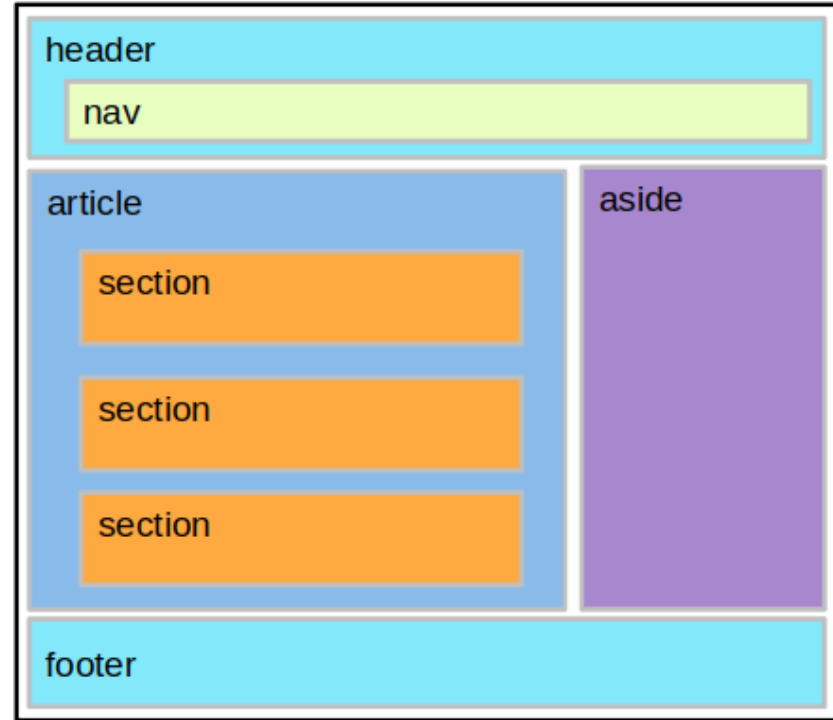 header
nav
article
section
section
section
aside
footer